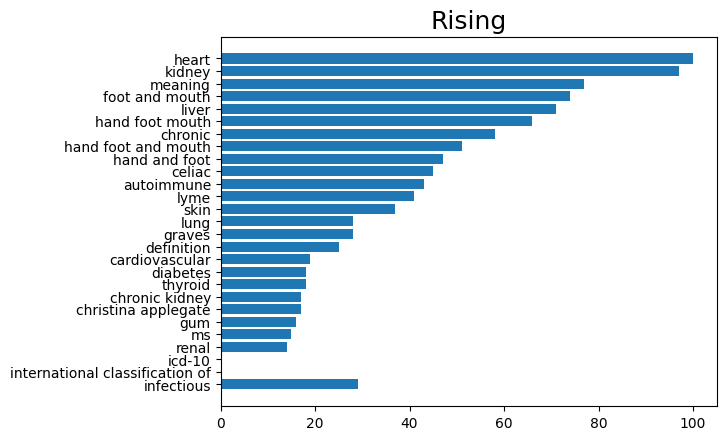 Rising
heart
kidney
meaning
foot and mouth
liver
hand foot mouth
chronic
hand foot and mouth
hand and foot
celiac
autoimmune
lyme
skin
lung
graves
definition
cardiovascular
diabetes
thyroid
chronic kidney
christina applegate
gum
ms
renal
icd-10
international classification of
infectious
0 20 40 60 80 100